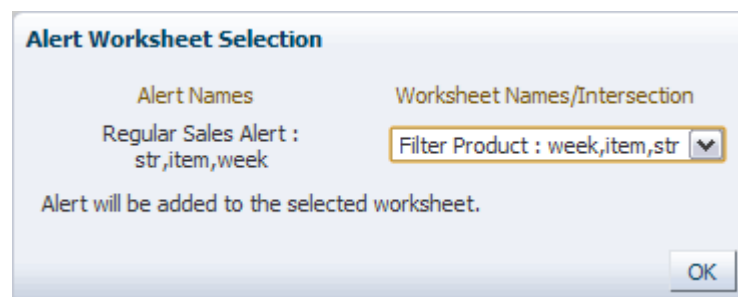 Alert Worksheet Selection
Alert Names
Worksheet Names/Intersection
Regular Sales Alert :
str,item,week
Filter Product : week,item,str
Alert will be added to the selected worksheet.
OK